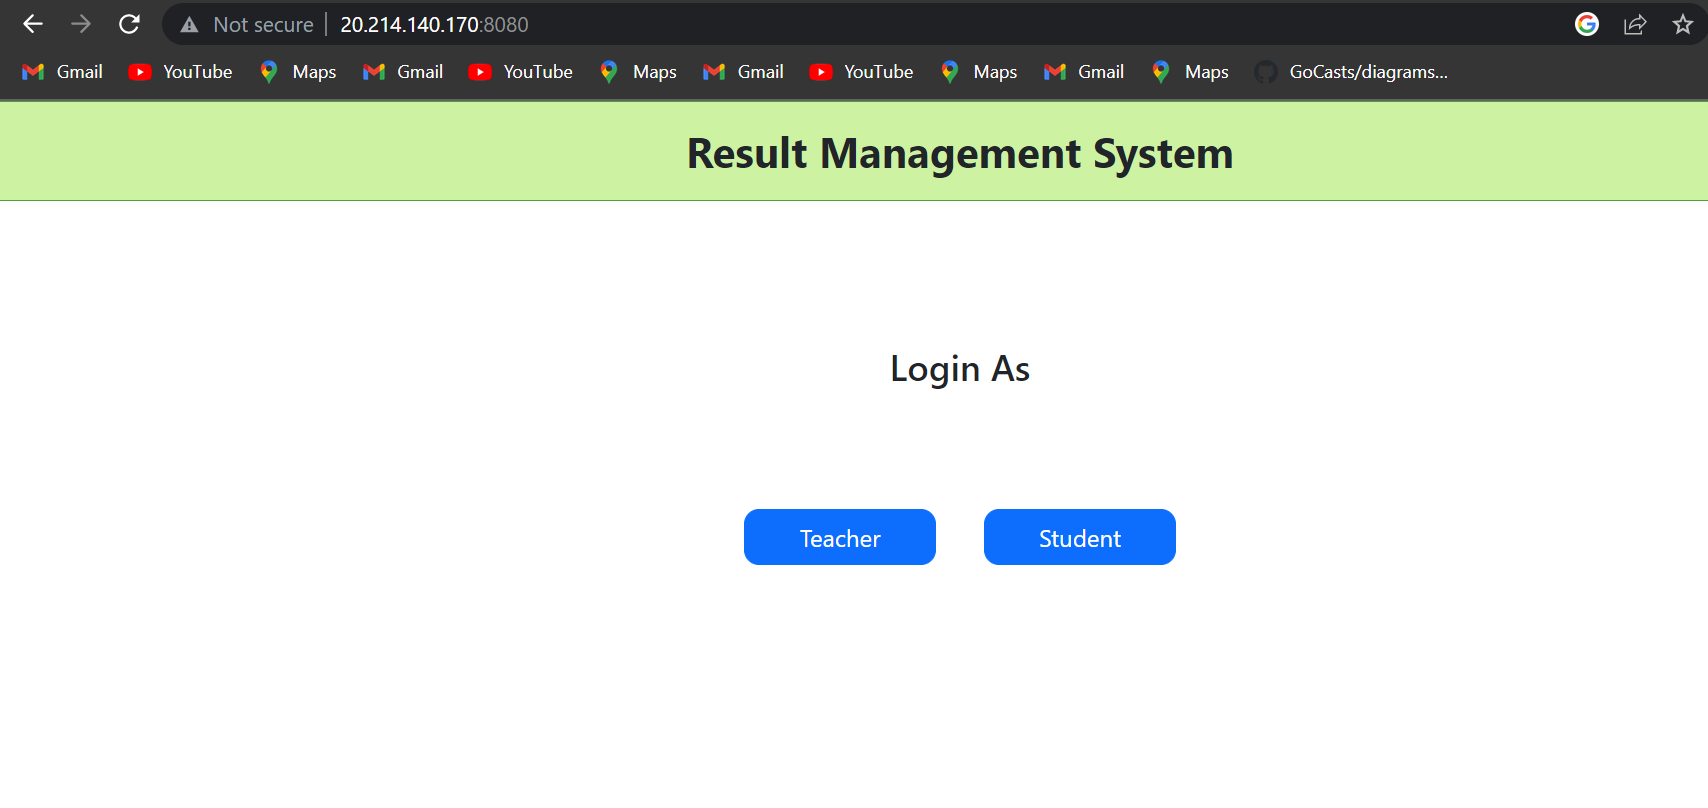 Not secure 20.214.140.170:8080
Gmail YouTube Maps Gmail YouTube Maps Gmail YouTube Maps Gmail Maps GoCasts/diagrams...
Result Management System
Login As
Teacher Student